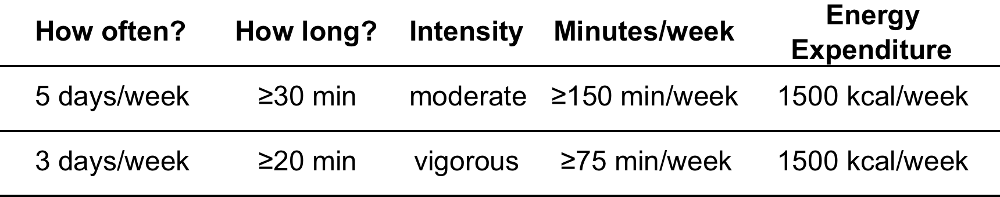 How often? How long? Intensity Minutes/week Energy Expenditure
5 days/week ≥30 min moderate ≥150 min/week 1500 kcal/week
3 days/week ≥20 min vigorous ≥75 min/week 1500 kcal/week